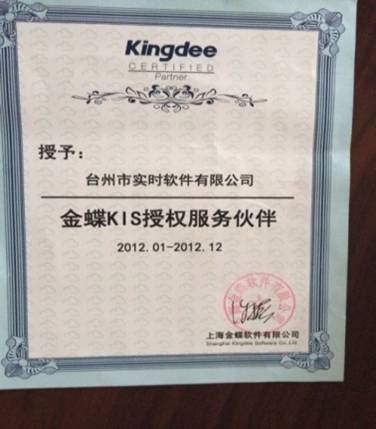 Kingdee
CERTIFIED
Partner
授予：
台州市实时软件有限公司
金蝶KIS授权服务伙伴
2012.01-2012.12
上海金蝶软件有限公司
Shanghai Kingdee Software Co.,Ltd